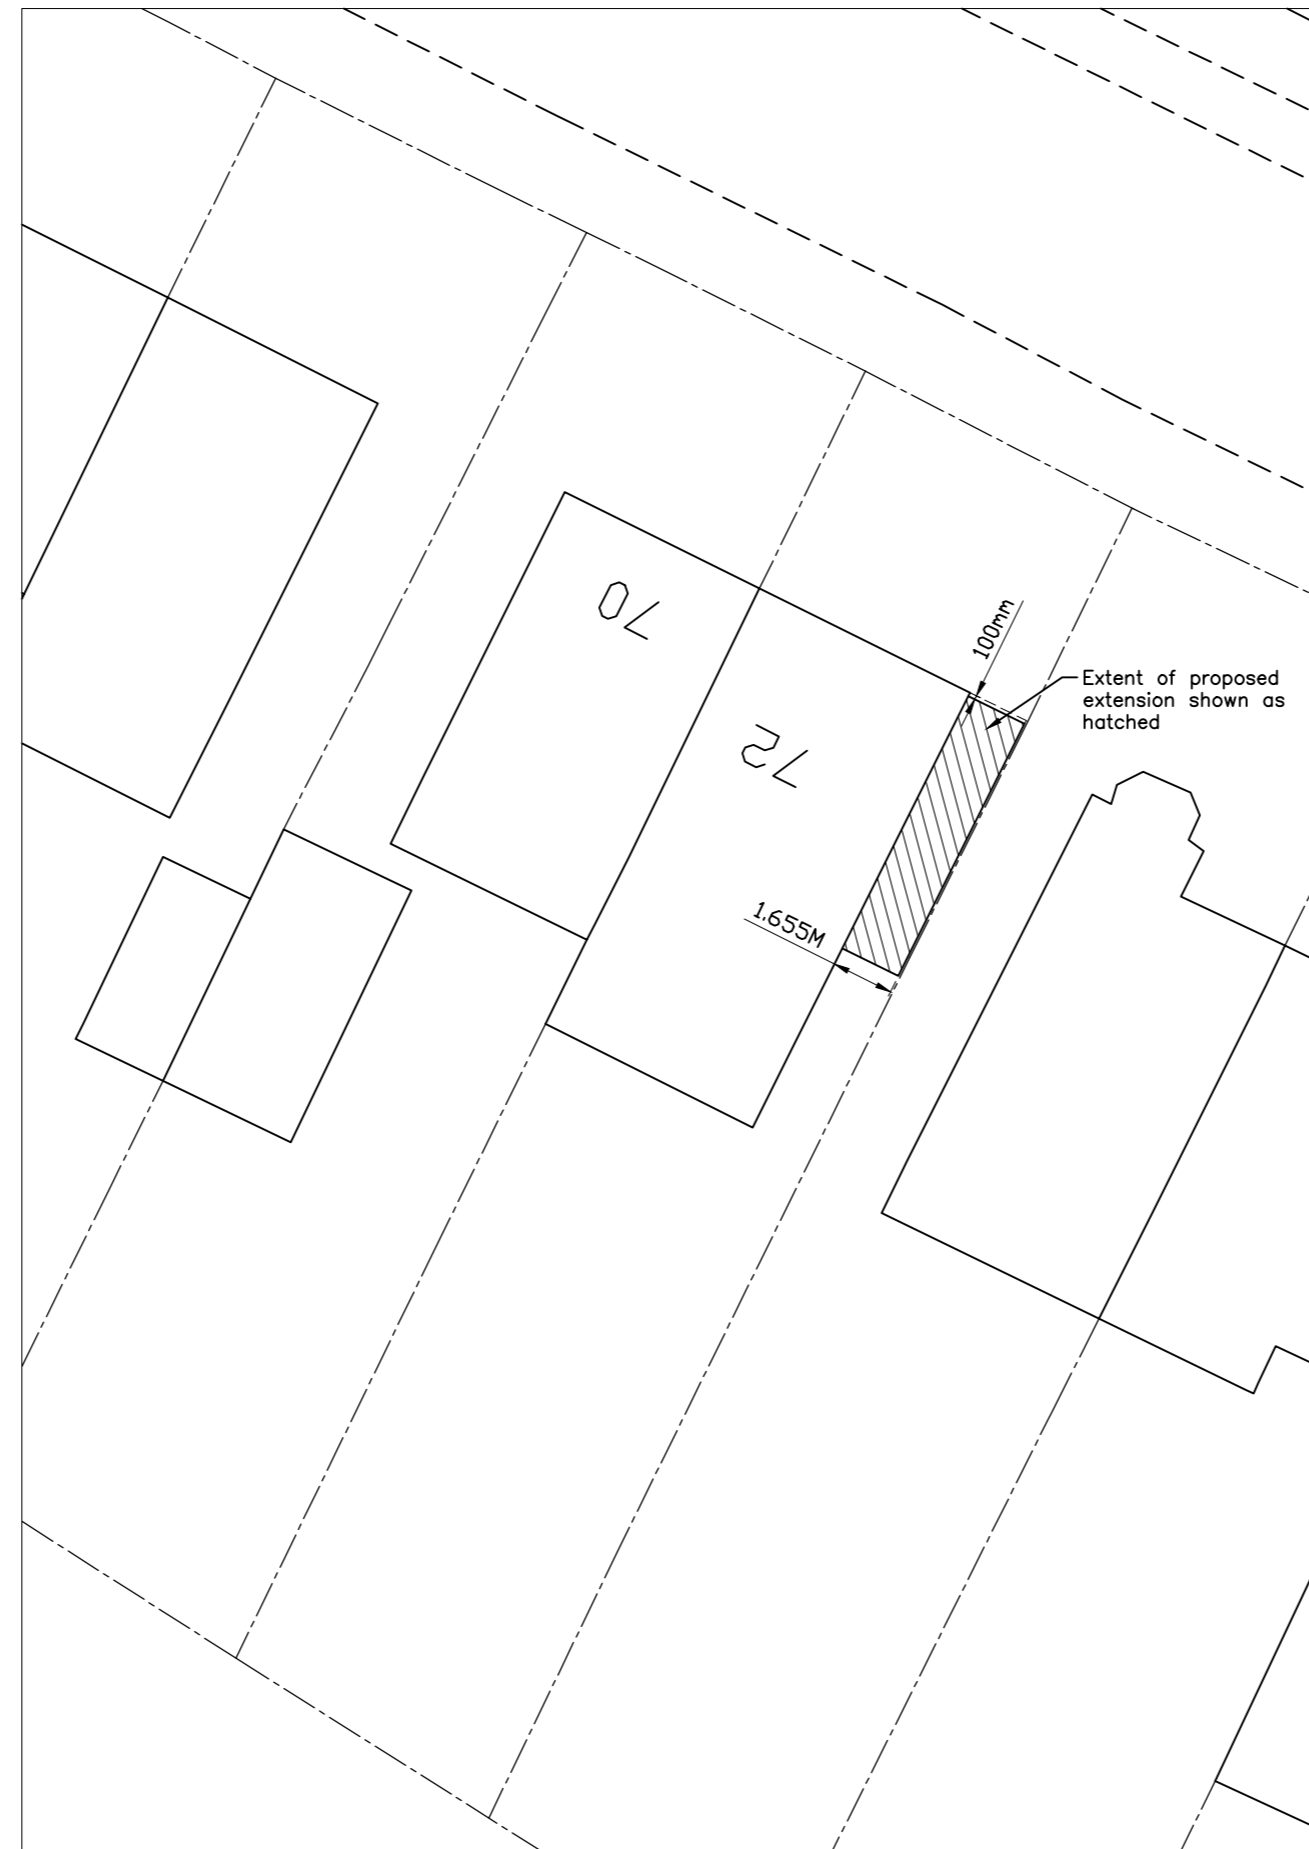 70
100mm
Extent of proposed
extension shown as
hatched
72
1.655M